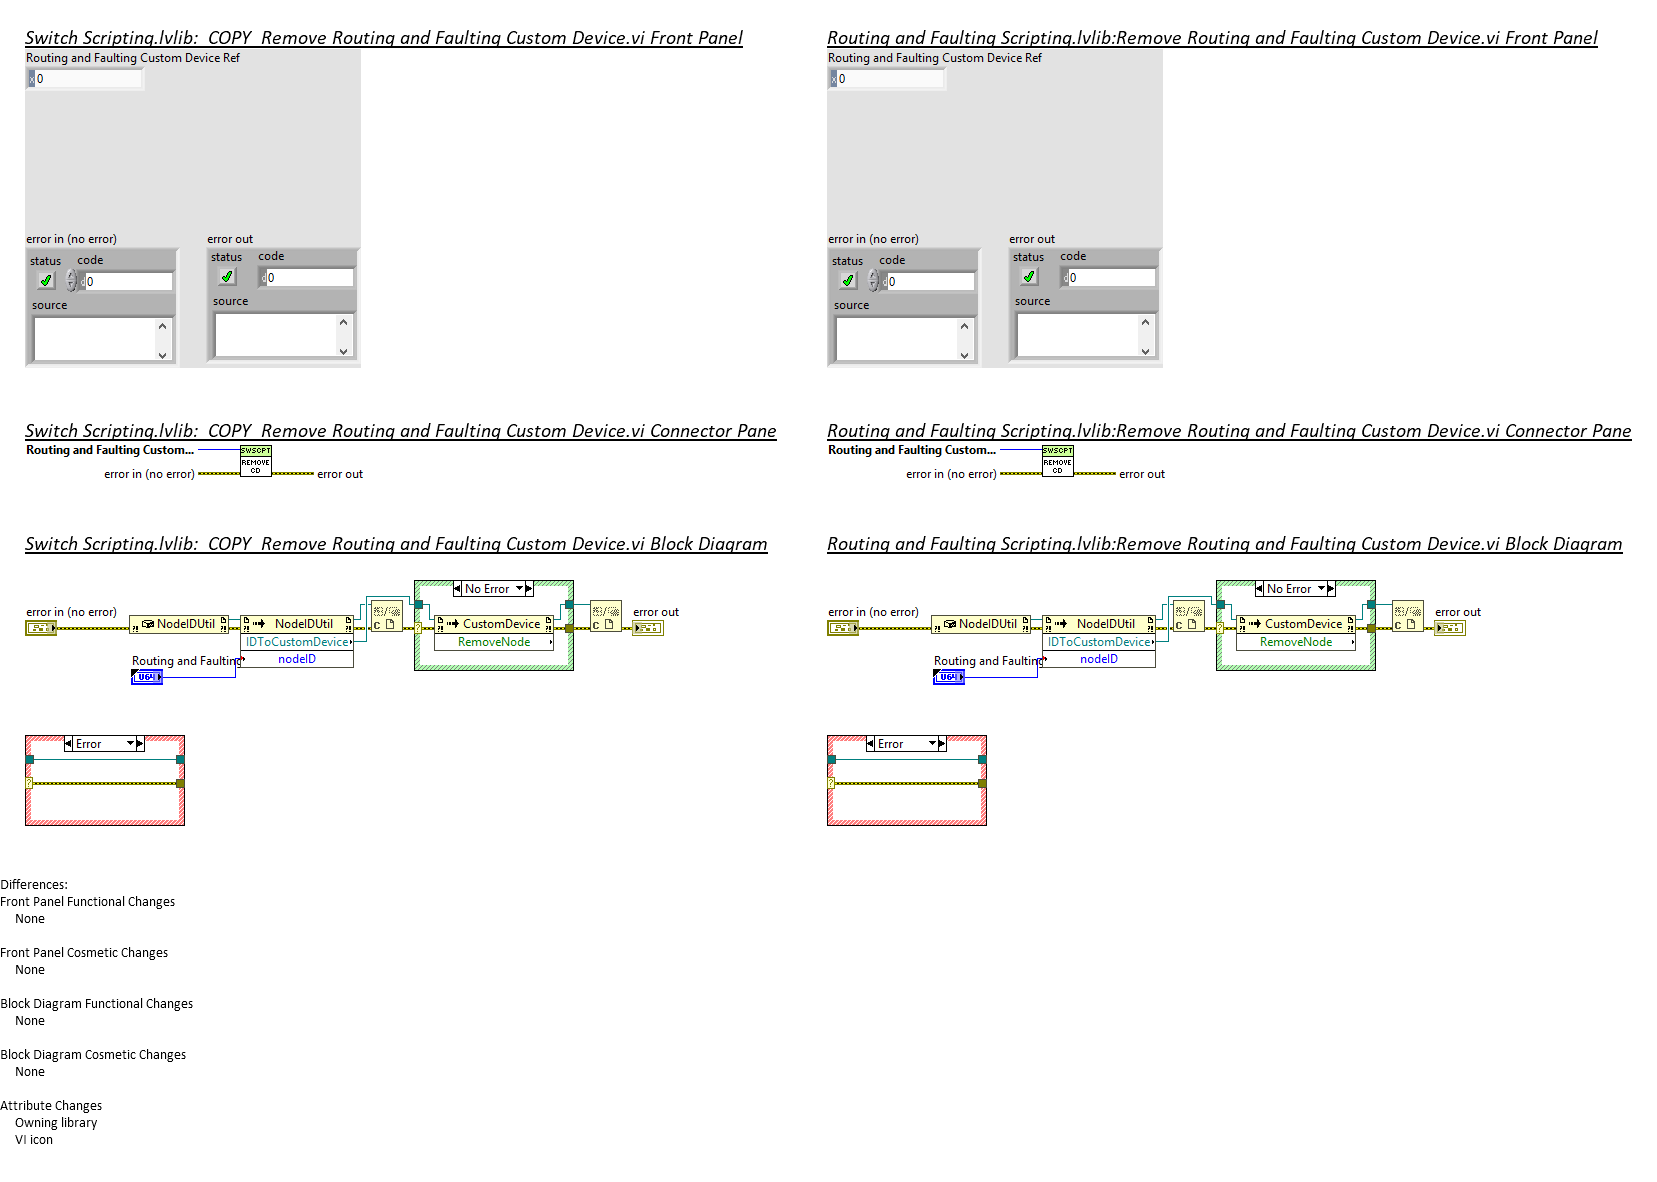 Switch Scripting.lvlib:  COPY  Remove Routing and Faulting Custom Device.vi Front Panel
Routing and Faulting Custom Device Ref
x 0
error in (no error)
error out
status
code
d 0
source
status
code
d 0
source
Routing and Faulting Scripting.lvlib:Remove Routing and Faulting Custom Device.vi Front Panel
Routing and Faulting Custom Device Ref
x 0
error in (no error)
error out
status
code
d 0
source
status
code
d 0
source
Switch Scripting.lvlib:  COPY  Remove Routing and Faulting Custom Device.vi Connector Pane
Routing and Faulting Custom...
SWSCPT
REMOVE
CD
error in (no error)
error out
Routing and Faulting Scripting.lvlib:Remove Routing and Faulting Custom Device.vi Connector Pane
Routing and Faulting Custom...
SWSCPT
REMOVE
CD
error in (no error)
error out
Switch Scripting.lvlib:  COPY  Remove Routing and Faulting Custom Device.vi Block Diagram
No Error
error in (no error)
NodeIDUtil
NodeIDUtil
IDToCustomDevice
nodeID
C
CustomDevice
RemoveNode
C
error out
Routing and Faulting
U64
Error
?
Routing and Faulting Scripting.lvlib:Remove Routing and Faulting Custom Device.vi Block Diagram
No Error
error in (no error)
NodeIDUtil
NodeIDUtil
IDToCustomDevice
nodeID
C
CustomDevice
RemoveNode
C
error out
Routing and Faulting
U64
Error
?
Differences:
Front Panel Functional Changes
None
Front Panel Cosmetic Changes
None
Block Diagram Functional Changes
None
Block Diagram Cosmetic Changes
None
Attribute Changes
Owning library
VI icon